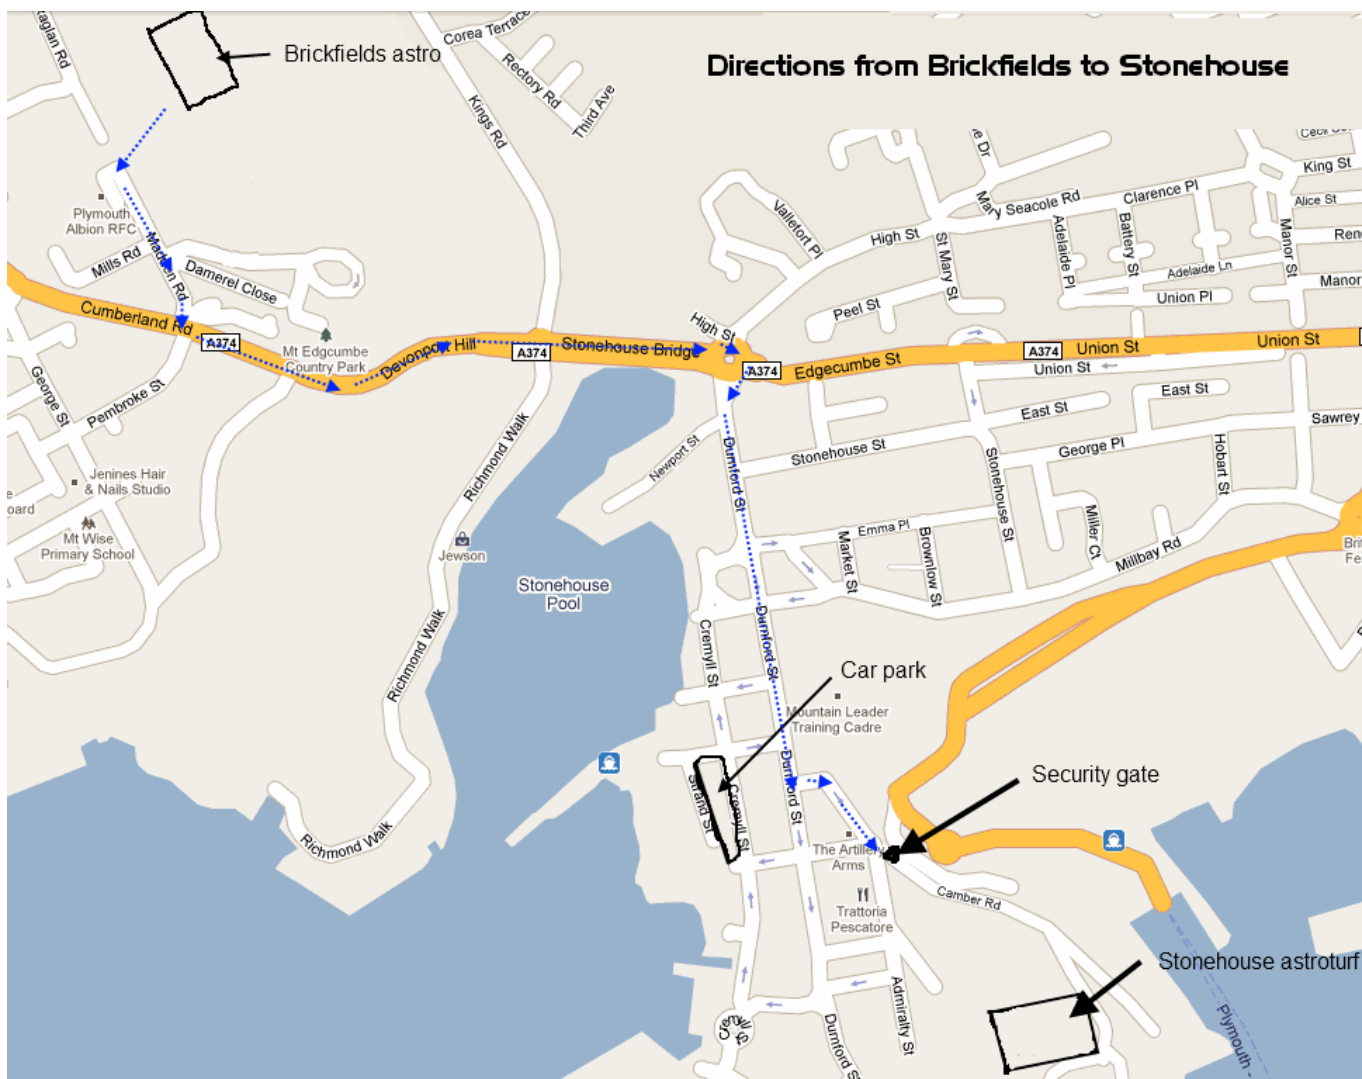 Directions from Brickfields to Stonehouse
Brickfields astro
Corea Terrace
Rectory Rd
Third Ave
Kings Rd
Plymouth
Albion RFC
Madden Rd
Mills Rd
Damerel Close
Cumberland Rd
A374
Mt Edgcumbe
Country Park
Devonport Hill
A374
Stonehouse Bridge
High St
A374
Edgecumbe St
A374
Union St
Union St
Union St
Valletort Pl
High St
St Mary St
Mary Seacole Rd
Clarence Pl
King St
Alice St
Adelaide Pl
Battery St
Manor St
Adelaide Ln
Manor
Union Pl
Peel St
George St
Pembroke St
Jenines Hair
& Nails Studio
oard
Mt Wise
Primary School
Richmond Walk
Jewson
Richmond Walk
Richmond Walk
Stonehouse
Pool
Newport St
Durnford St
Stonehouse St
East St
East St
Sawrey
George Pl
Hobart St
Stonehouse St
Miller Ct
Emma Pl
Market St
Brownlow St
Millbay Rd
Durnford St
Cremyll St
Car park
Mountain Leader
Training Cadre
Security gate
Strand St
Cremyll St
Durnford St
The Artillery
Arms
Trattoria
Pescatore
Camber Rd
Stonehouse astroturf
Admiralty St
Durnford St
Cremyll St
Plymouth -